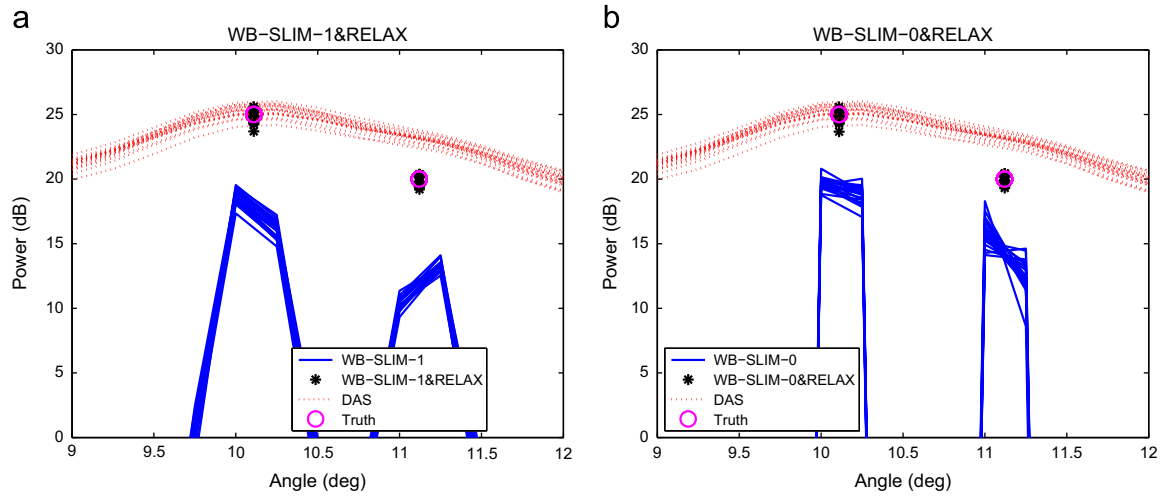 a
WB-SLIM-1&RELAX
30
25
20
15
10
5
0
Power (dB)
9
9.5
10
10.5
11
11.5
12
Angle (deg)
WB-SLIM-1
WB-SLIM-1&RELAX
DAS
Truth
b
WB-SLIM-0&RELAX
30
25
20
15
10
5
0
Power (dB)
9
9.5
10
10.5
11
11.5
12
Angle (deg)
WB-SLIM-0
WB-SLIM-0&RELAX
DAS
Truth